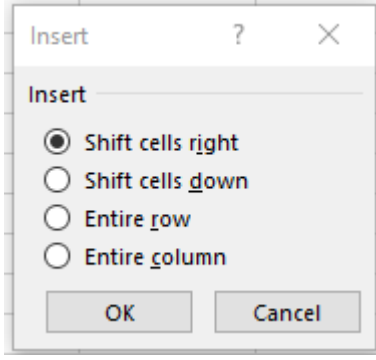 Insert ?
Insert
Shift cells right
Shift cells down
Entire row
Entire column
OK Cancel